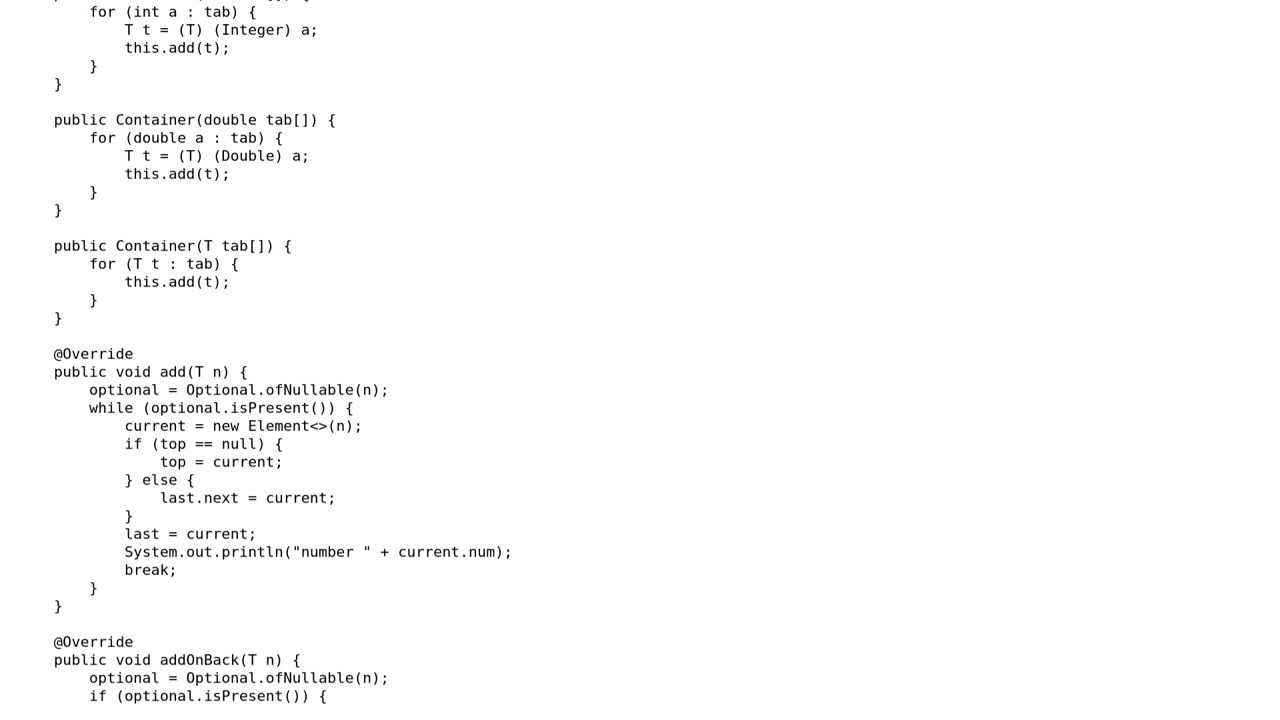 for (int a : tab) {
        T t = (T) (Integer) a;
        this.add(t);
    }
}

public Container(double tab[]) {
    for (double a : tab) {
        T t = (T) (Double) a;
        this.add(t);
    }
}

public Container(T tab[]) {
    for (T t : tab) {
        this.add(t);
    }
}

@Override
public void add(T n) {
    optional = Optional.ofNullable(n);
    while (optional.isPresent()) {
        current = new Element<>(n);
        if (top == null) {
            top = current;
        } else {
            last.next = current;
        }
        last = current;
        System.out.println("number " + current.num);
        break;
    }
}

@Override
public void addOnBack(T n) {
    optional = Optional.ofNullable(n);
    if (optional.isPresent()) {